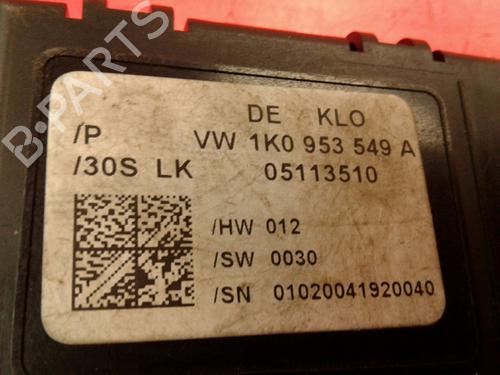 DE KLO
/P VW 1K0 953 549 A
/30S LK 05113510
/HW 012
/SW 0030
/SN 01020041920040
B-PARTS